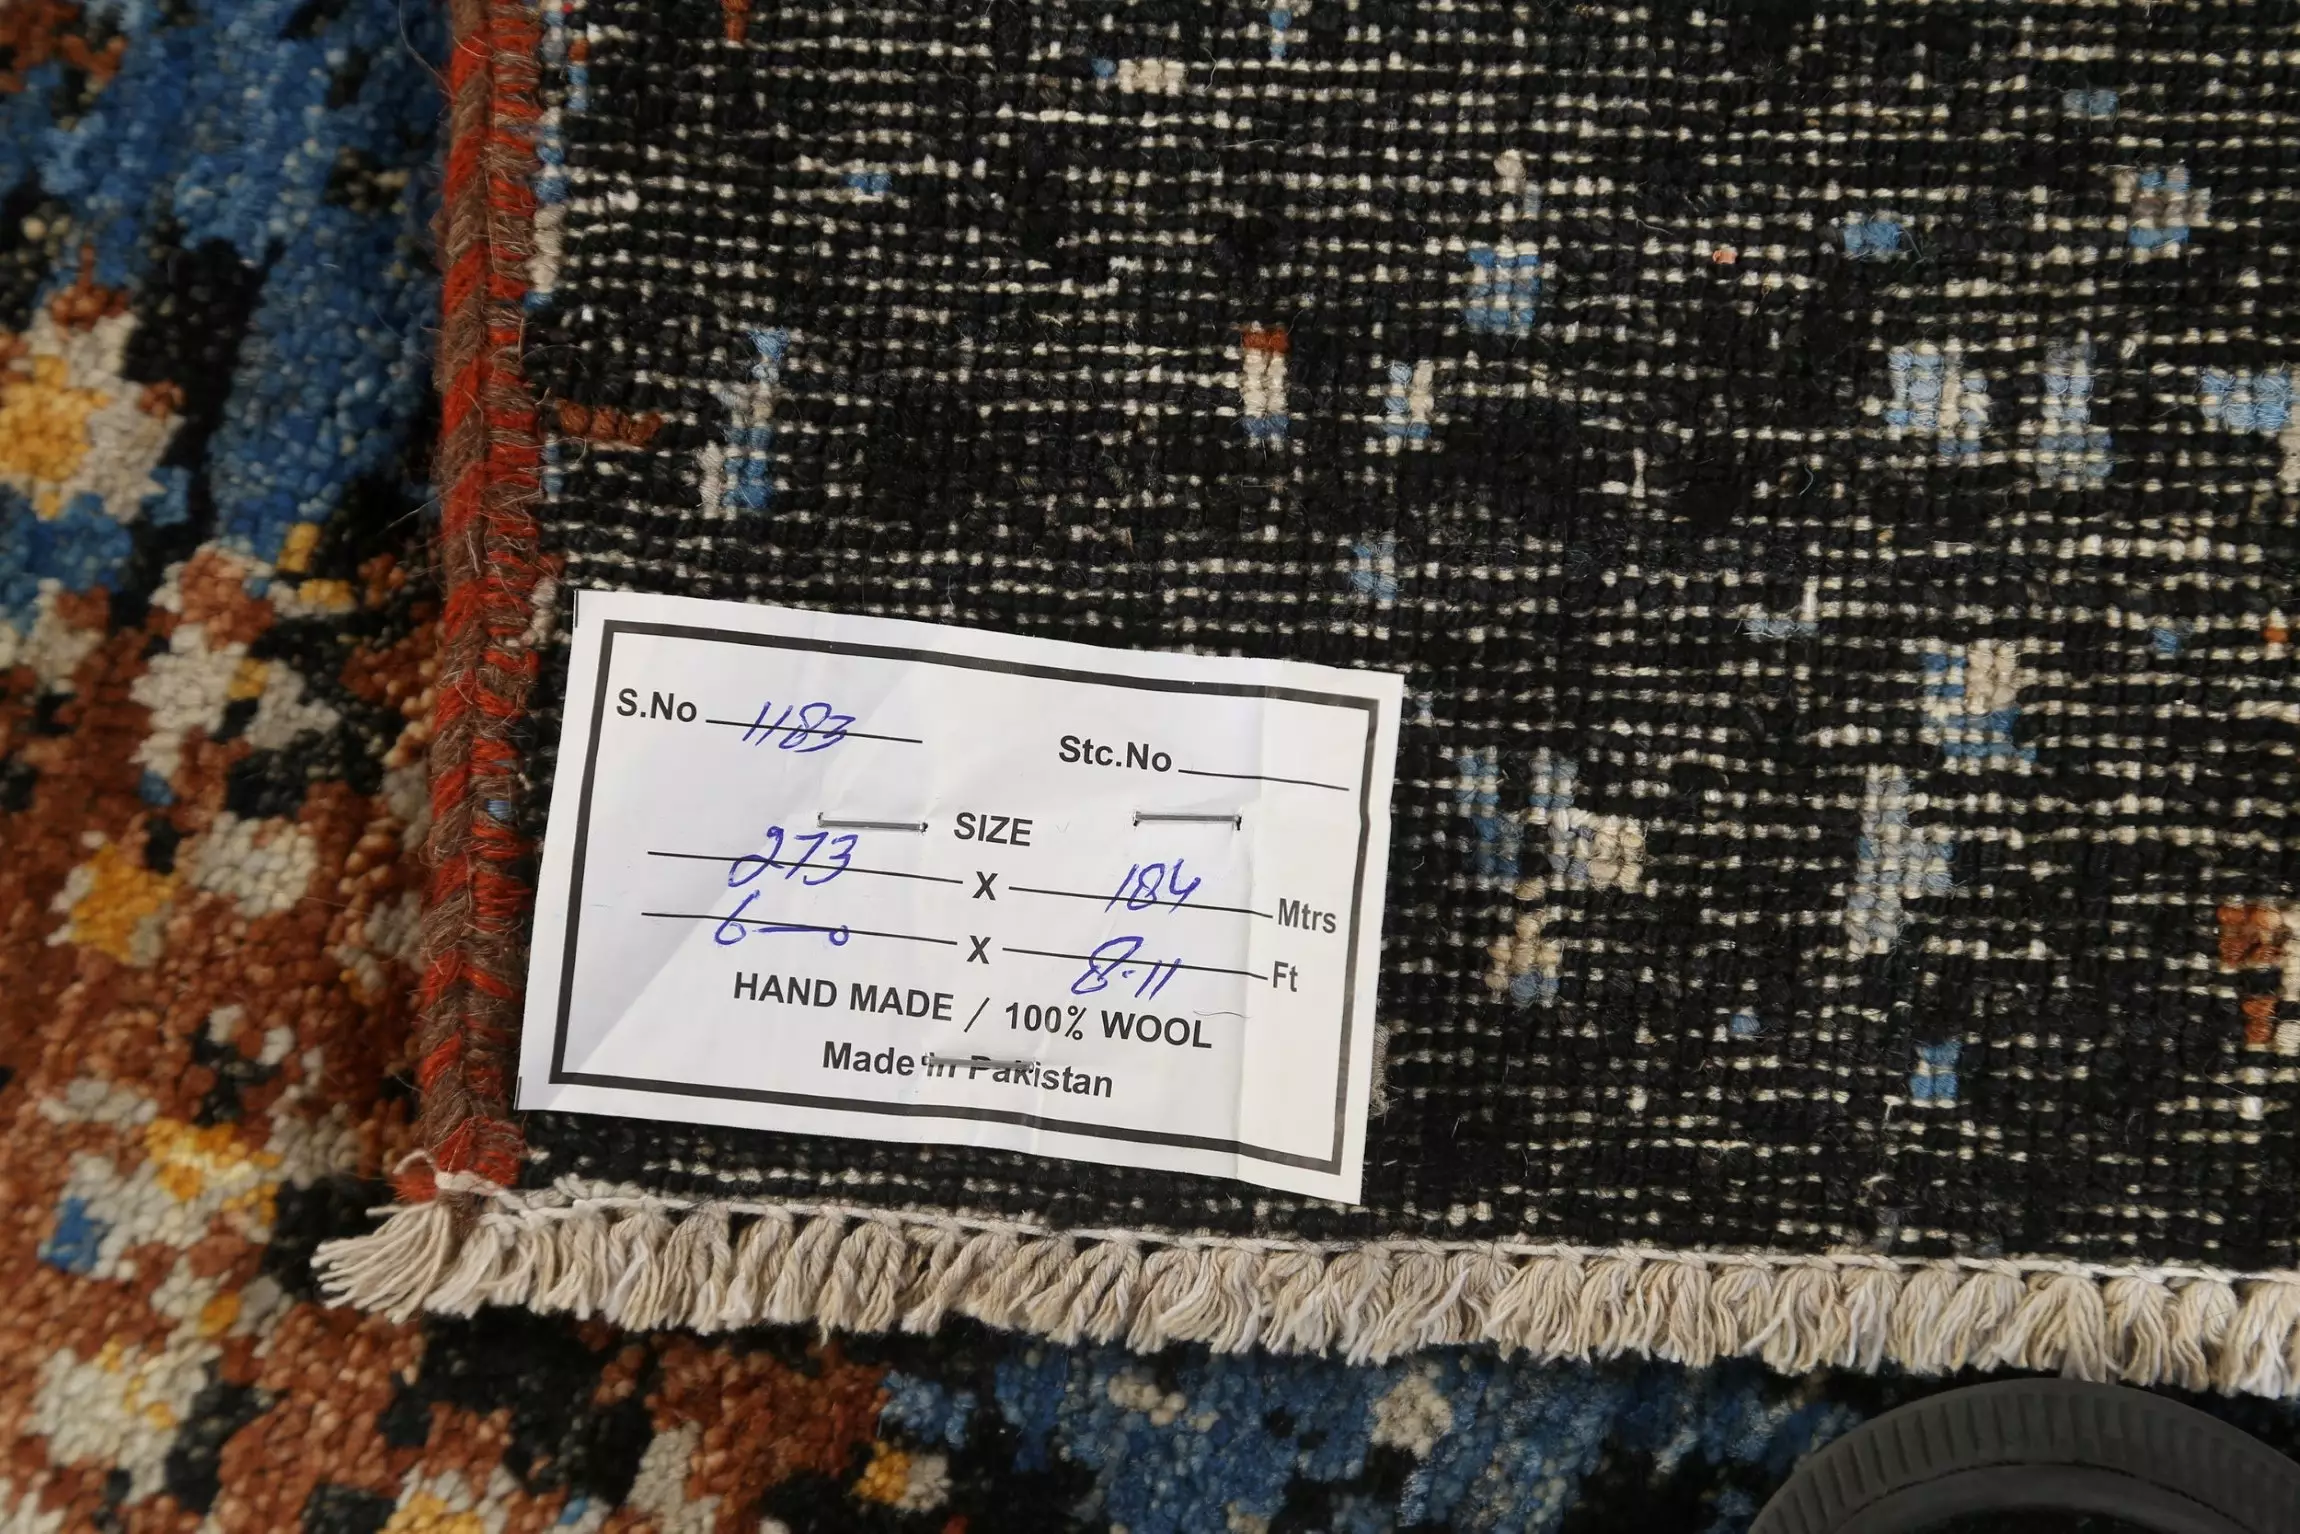 S.No 1183
Stc.No
SIZE
273 X 184 Mtrs
6—0 X 8.11 Ft
HAND MADE / 100% WOOL
Made in Pakistan